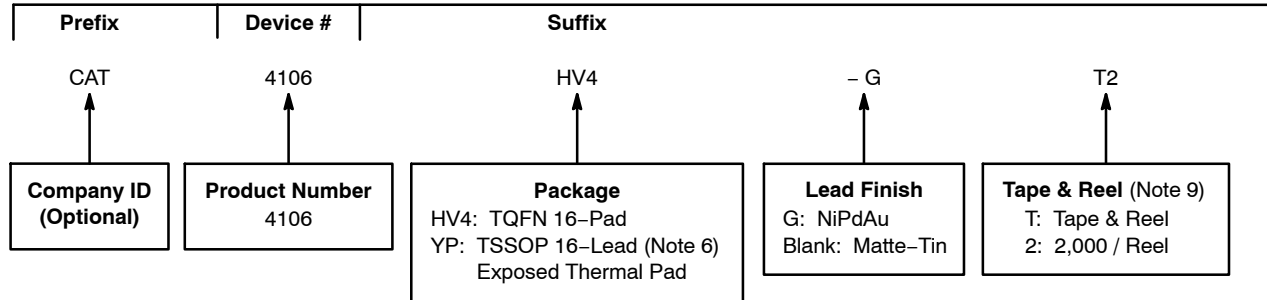 Prefix Device # Suffix
CAT 4106 HV4 – G T2
Company ID
(Optional)
Product Number
4106
Package
HV4: TQFN 16–Pad
YP: TSSOP 16–Lead (Note 6)
Exposed Thermal Pad
Lead Finish
G: NiPdAu
Blank: Matte–Tin
Tape & Reel (Note 9)
T: Tape & Reel
2: 2,000 / Reel